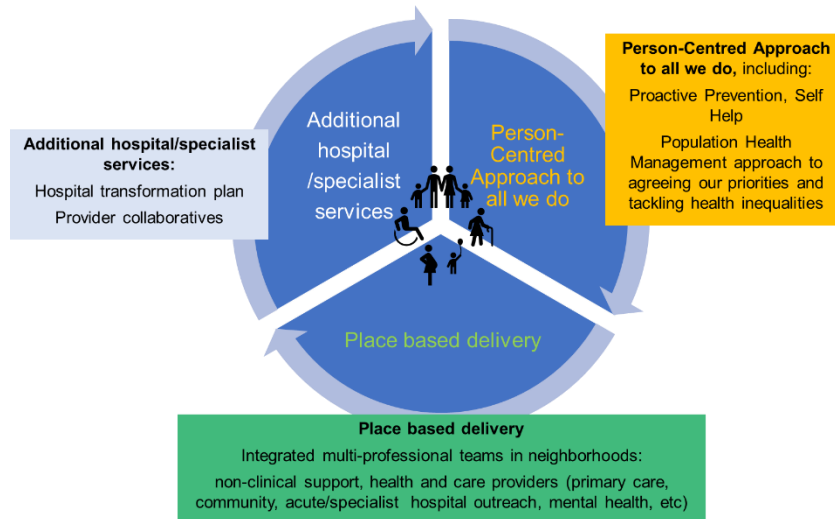 Additional
hospital
/specialist
services
Person-
Centred
Approach to
all we do
Place based delivery
Additional hospital/specialist
services:
Hospital transformation plan
Provider collaboratives
Person-Centred Approach
to all we do, including:
Proactive Prevention, Self
Help
Population Health
Management approach to
agreeing our priorities and
tackling health inequalities
Place based delivery
Integrated multi-professional teams in neighborhoods:
non-clinical support, health and care providers (primary care,
community, acute/specialist hospital outreach, mental health, etc)